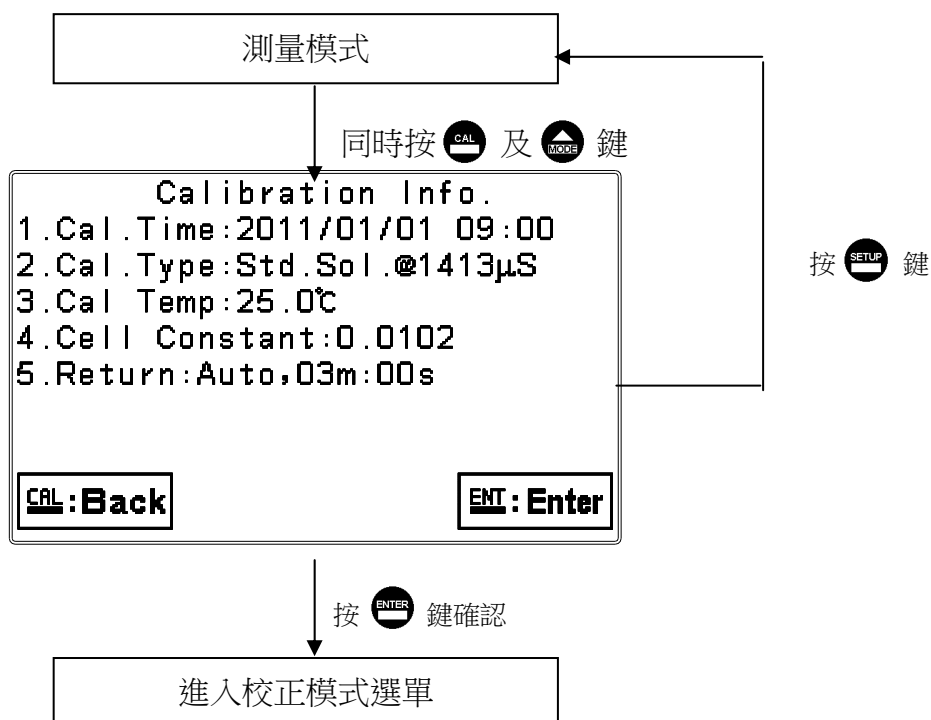 測量模式
同時按 CAL 及 MODE 鍵
Calibration Info.
1.Cal.Time:2011/01/01 09:00
2.Cal.Type:Std.Sol.@1413μS
3.Cal Temp:25.0℃
4.Cell Constant:0.0102
5.Return:Auto,03m:00s
CAL:Back
ENT:Enter
按 SETUP 鍵
按 ENTER 鍵確認
進入校正模式選單